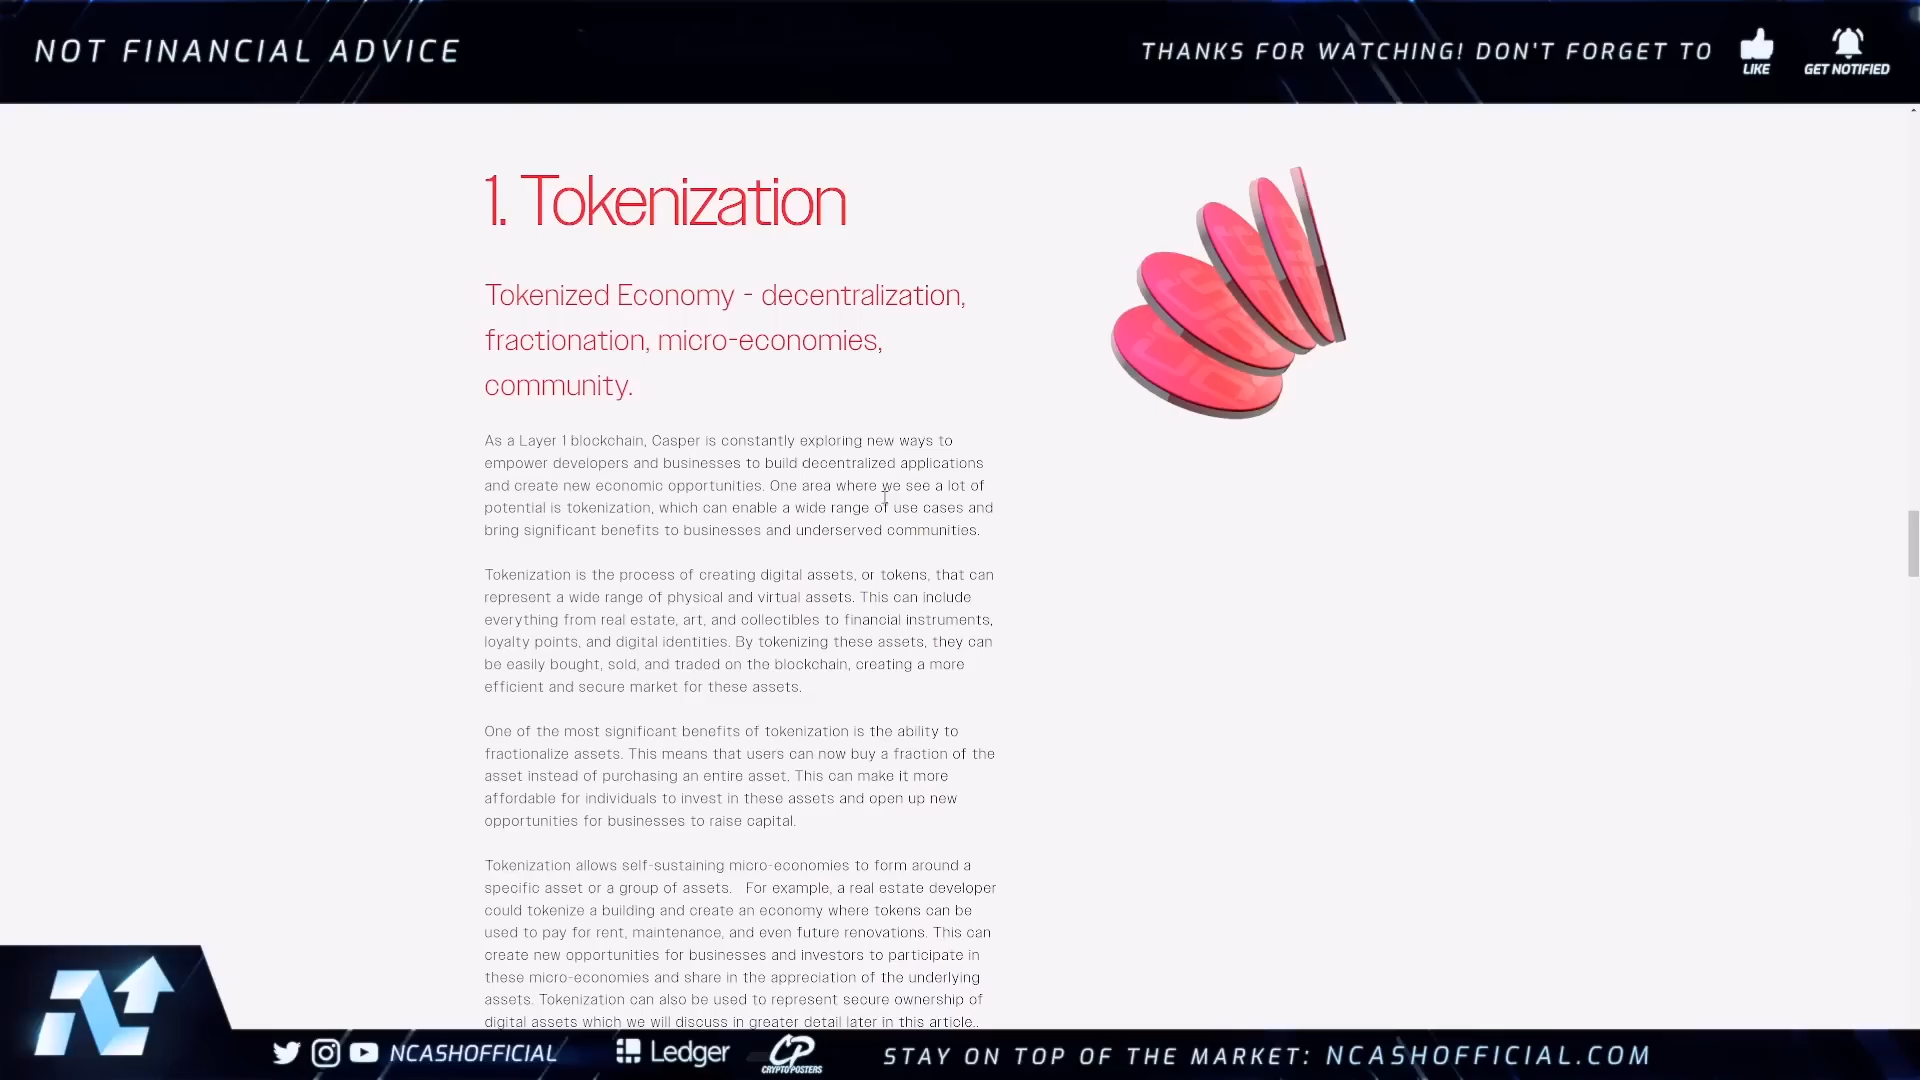 NOT FINANCIAL ADVICE
THANKS FOR WATCHING! DON'T FORGET TO
LIKE
GET NOTIFIED
1. Tokenization
Tokenized Economy - decentralization,
fractionation, micro-economies,
community.
As a Layer 1 blockchain, Casper is constantly exploring new ways to
empower developers and businesses to build decentralized applications
and create new economic opportunities. One area where we see a lot of
potential is tokenization, which can enable a wide range of use cases and
bring significant benefits to businesses and underserved communities.
Tokenization is the process of creating digital assets, or tokens, that can
represent a wide range of physical and virtual assets. This can include
everything from real estate, art, and collectibles to financial instruments,
loyalty points, and digital identities. By tokenizing these assets, they can
be easily bought, sold, and traded on the blockchain, creating a more
efficient and secure market for these assets.
One of the most significant benefits of tokenization is the ability to
fractionalize assets. This means that users can now buy a fraction of the
asset instead of purchasing an entire asset. This can make it more
affordable for individuals to invest in these assets and open up new
opportunities for businesses to raise capital.
Tokenization allows self-sustaining micro-economies to form around a
specific asset or a group of assets. For example, a real estate developer
could tokenize a building and create an economy where tokens can be
used to pay for rent, maintenance, and even future renovations. This can
create new opportunities for businesses and investors to participate in
these micro-economies and share in the appreciation of the underlying
assets. Tokenization can also be used to represent secure ownership of
digital assets which we will discuss in greater detail later in this article..
NCASHOFFICIAL
Ledger
CP
CRYPTOPOSTERS
STAY ON TOP OF THE MARKET: NCASHOFFICIAL.COM